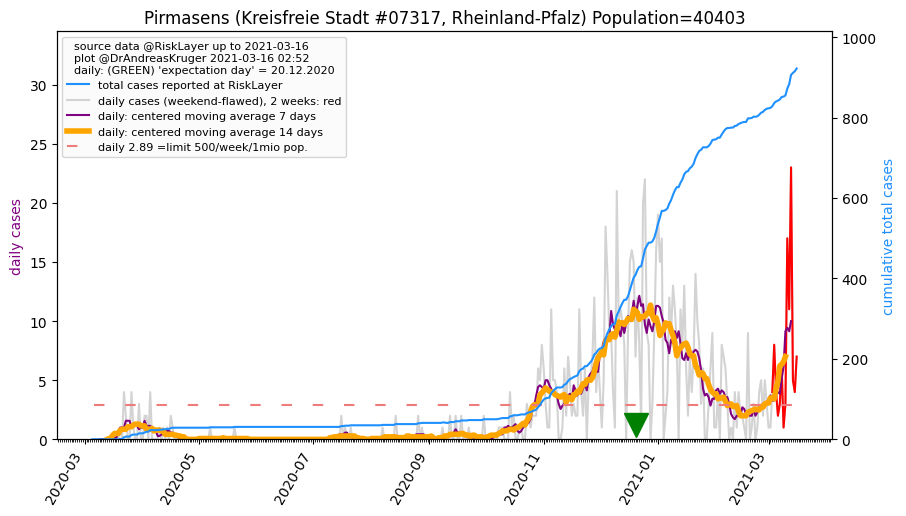 Pirmasens (Kreisfreie Stadt #07317, Rheinland-Pfalz) Population=40403
source data @RiskLayer up to 2021-03-16
plot @DrAndreasKruger 2021-03-16 02:52
daily: (GREEN) 'expectation day' = 20.12.2020
total cases reported at RiskLayer
daily cases (weekend-flawed), 2 weeks: red
daily: centered moving average 7 days
daily: centered moving average 14 days
daily 2.89 =limit 500/week/1mio pop.
daily cases
30
25
20
15
10
5
0
cumulative total cases
1000
800
600
400
200
0
2020-03
2020-05
2020-07
2020-09
2020-11
2021-01
2021-03